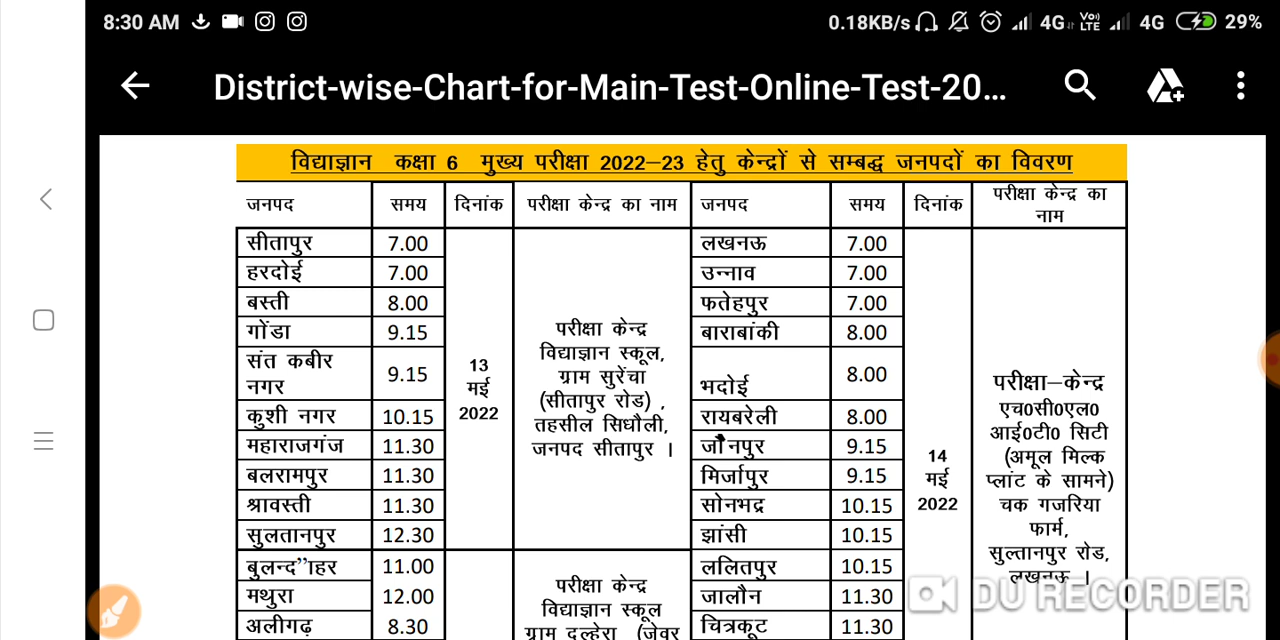 8:30 AM 0.18KB/s 4G VoLTE 4G 29%
District-wise-Chart-for-Main-Test-Online-Test-20...
विद्याज्ञान कक्षा 6 मुख्य परीक्षा 2022–23 हेतु केन्द्रों से सम्बद्ध जनपदों का विवरण
जनपद समय दिनांक परीक्षा केन्द्र का नाम जनपद समय दिनांक परीक्षा केन्द्र का
नाम
सीतापुर 7.00 लखनऊ 7.00
हरदोई 7.00 उन्नाव 7.00
बस्ती 8.00 फतेहपुर 7.00
गोंडा 9.15 बाराबांकी 8.00
संत कबीर
नगर 9.15 भदोई 8.00
कुशी नगर 10.15 रायबरेली 8.00
महाराजगंज 11.30 जौनपुर 9.15
बलरामपुर 11.30 मिर्जापुर 9.15
श्रावस्ती 11.30 सोनभद्र 10.15
सुलतानपुर 12.30 झांसी 10.15
बुलन्द”ाहर 11.00 ललितपुर 10.15
मथुरा 12.00 जालौन 11.30
अलीगढ़ 8.30 चित्रकूट 11.30
13
मई
2022
परीक्षा केन्द्र
विद्याज्ञान स्कूल,
ग्राम सुरेंचा
(सीतापुर रोड) ,
तहसील सिधौली,
जनपद सीतापुर ।
परीक्षा केन्द्र
विद्याज्ञान स्कूल
ग्राम दुल्हेरा (जेवर
14
मई
2022
परीक्षा–केन्द्र
एच0सी0एल0
आई0टी0 सिटी
(अमूल मिल्क
प्लांट के सामने)
चक गजरिया
फार्म,
सुल्तानपुर रोड,
लखनऊ ।
DU RECORDER